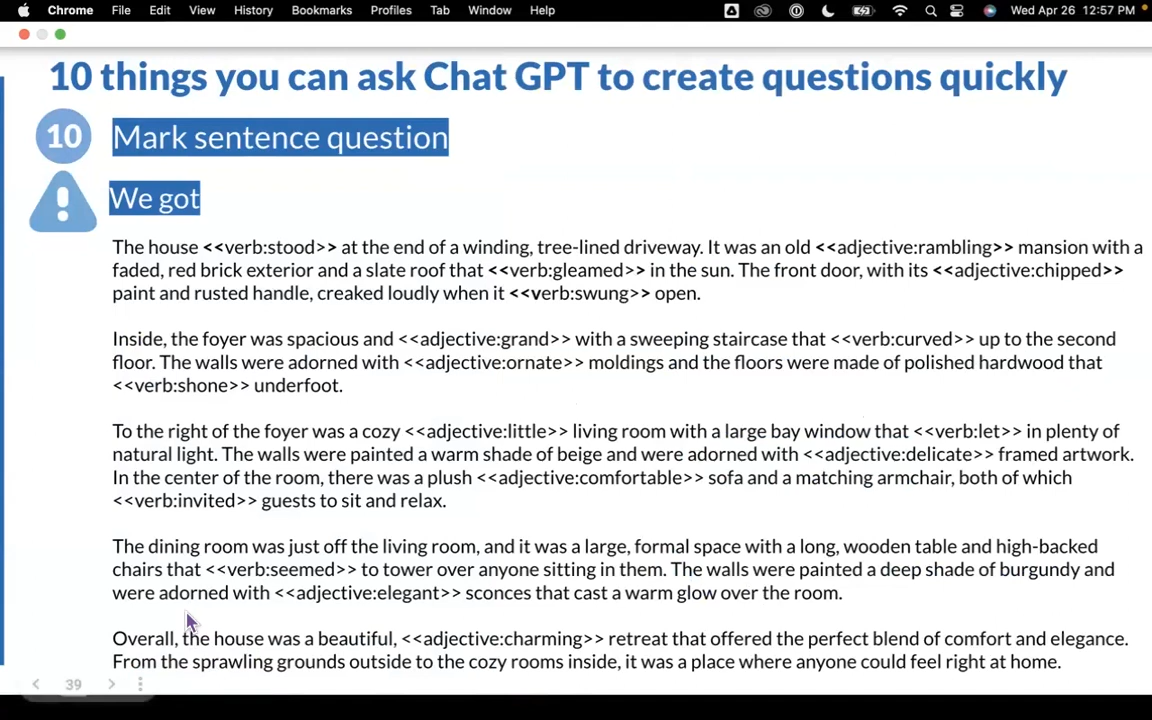 Chrome File Edit View History Bookmarks Profiles Tab Window Help Wed Apr 26 12:57 PM
10 things you can ask Chat GPT to create questions quickly
10 Mark sentence question
We got
The house <<verb:stood>> at the end of a winding, tree-lined driveway. It was an old <<adjective:rambling>> mansion with a
faded, red brick exterior and a slate roof that <<verb:gleamed>> in the sun. The front door, with its <<adjective:chipped>>
paint and rusted handle, creaked loudly when it <<verb:swung>> open.
Inside, the foyer was spacious and <<adjective:grand>> with a sweeping staircase that <<verb:curved>> up to the second
floor. The walls were adorned with <<adjective:ornate>> moldings and the floors were made of polished hardwood that
<<verb:shone>> underfoot.
To the right of the foyer was a cozy <<adjective:little>> living room with a large bay window that <<verb:let>> in plenty of
natural light. The walls were painted a warm shade of beige and were adorned with <<adjective:delicate>> framed artwork.
In the center of the room, there was a plush <<adjective:comfortable>> sofa and a matching armchair, both of which
<<verb:invited>> guests to sit and relax.
The dining room was just off the living room, and it was a large, formal space with a long, wooden table and high-backed
chairs that <<verb:seemed>> to tower over anyone sitting in them. The walls were painted a deep shade of burgundy and
were adorned with <<adjective:elegant>> sconces that cast a warm glow over the room.
Overall, the house was a beautiful, <<adjective:charming>> retreat that offered the perfect blend of comfort and elegance.
From the sprawling grounds outside to the cozy rooms inside, it was a place where anyone could feel right at home.
39